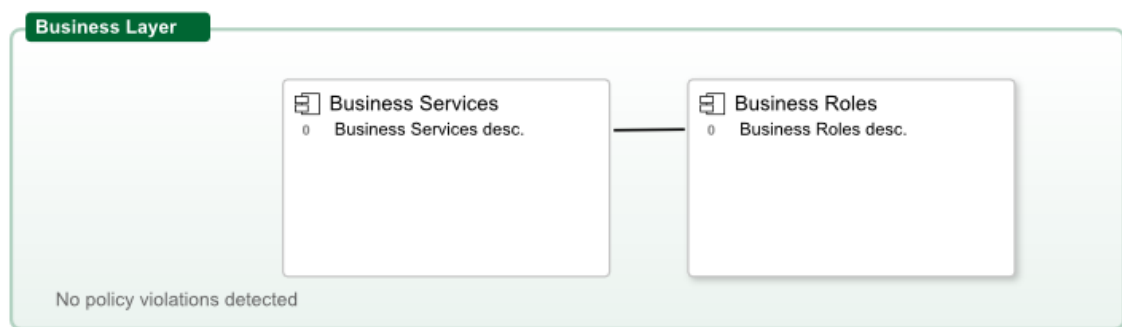 Business Layer
Business Services
0 Business Services desc.
Business Roles
0 Business Roles desc.
No policy violations detected